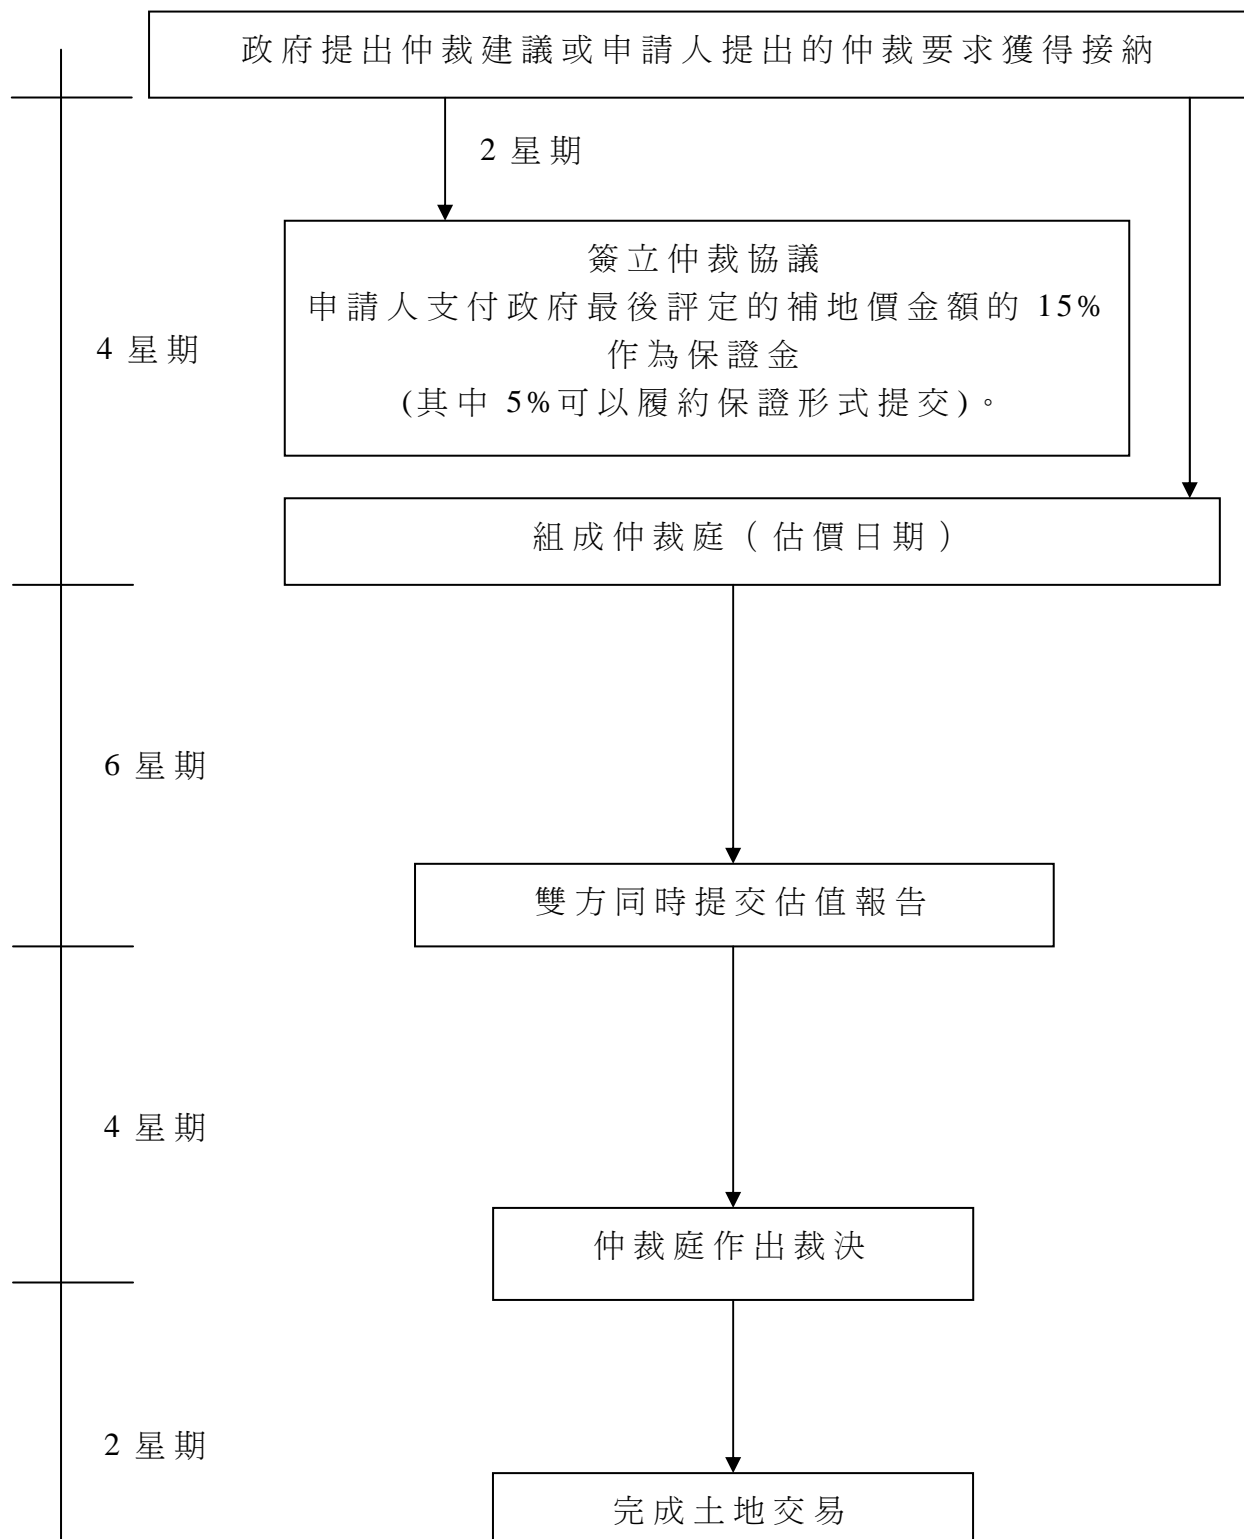 政府提出仲裁建議或申請人提出的仲裁要求獲得接納
2 星期
簽立仲裁協議
申請人支付政府最後評定的補地價金額的 15%
作為保證金
(其中 5%可以履約保證形式提交)。
4 星期
組成仲裁庭（估價日期）
6 星期
雙方同時提交估值報告
4 星期
仲裁庭作出裁決
2 星期
完成土地交易